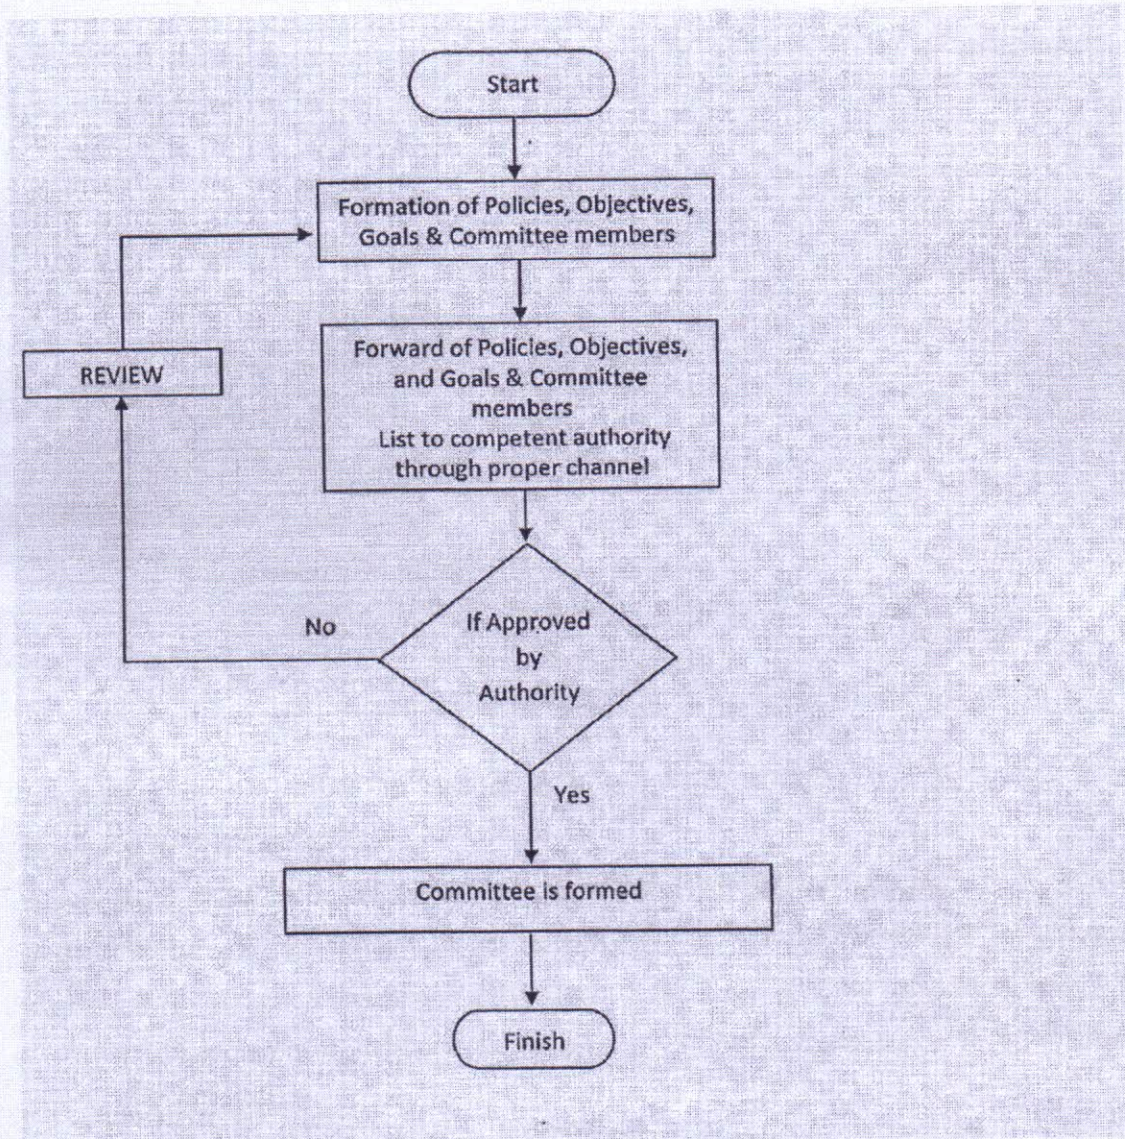 Start
Formation of Policies, Objectives,
Goals & Committee members
Forward of Policies, Objectives,
and Goals & Committee
members
List to competent authority
through proper channel
REVIEW
If Approved
by
Authority
No
Yes
Committee is formed
Finish